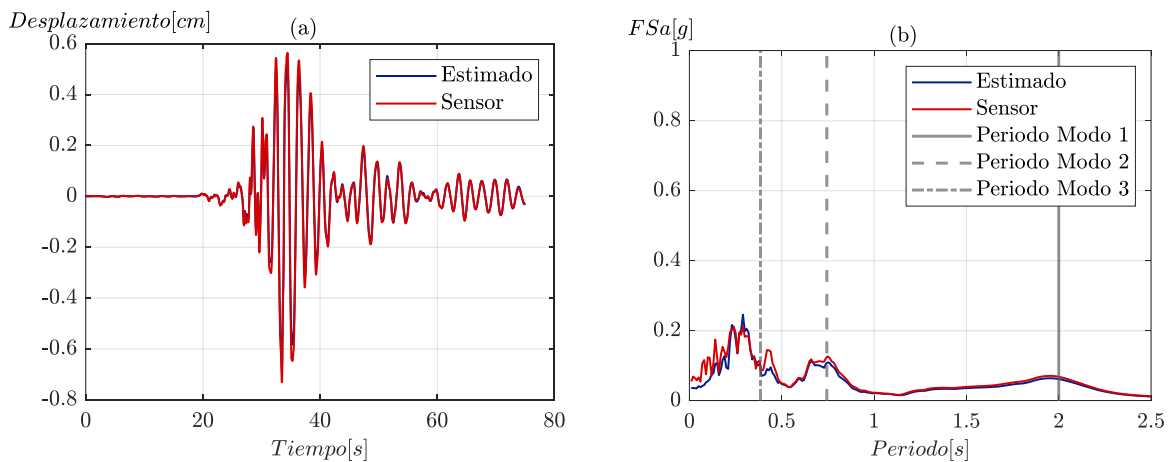 Desplazamiento[cm]
(a)
0.6
0.4
0.2
0
-0.2
-0.4
-0.6
-0.8
0
20
40
60
80
Tiempo[s]
Estimado
Sensor
FSa[g]
(b)
1
0.8
0.6
0.4
0.2
0
0
0.5
1
1.5
2
2.5
Periodo[s]
Estimado
Sensor
Periodo Modo 1
Periodo Modo 2
Periodo Modo 3